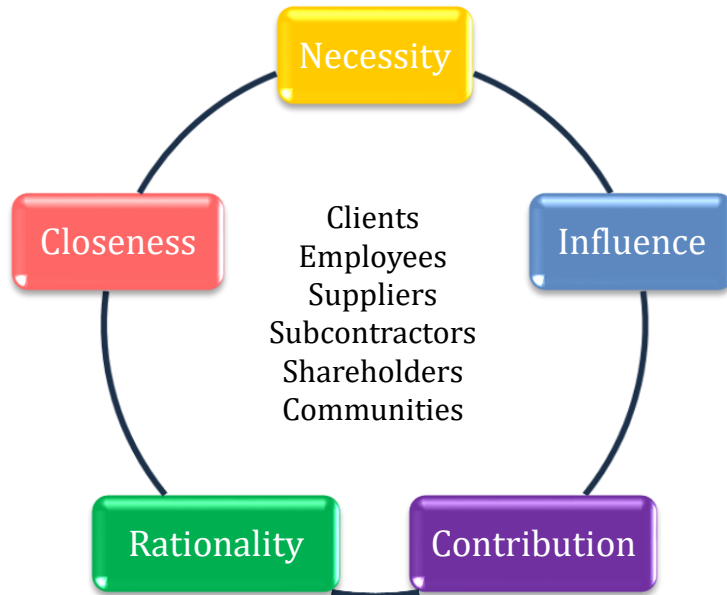 Necessity
Closeness
Influence
Clients
Employees
Suppliers
Subcontractors
Shareholders
Communities
Rationality
Contribution